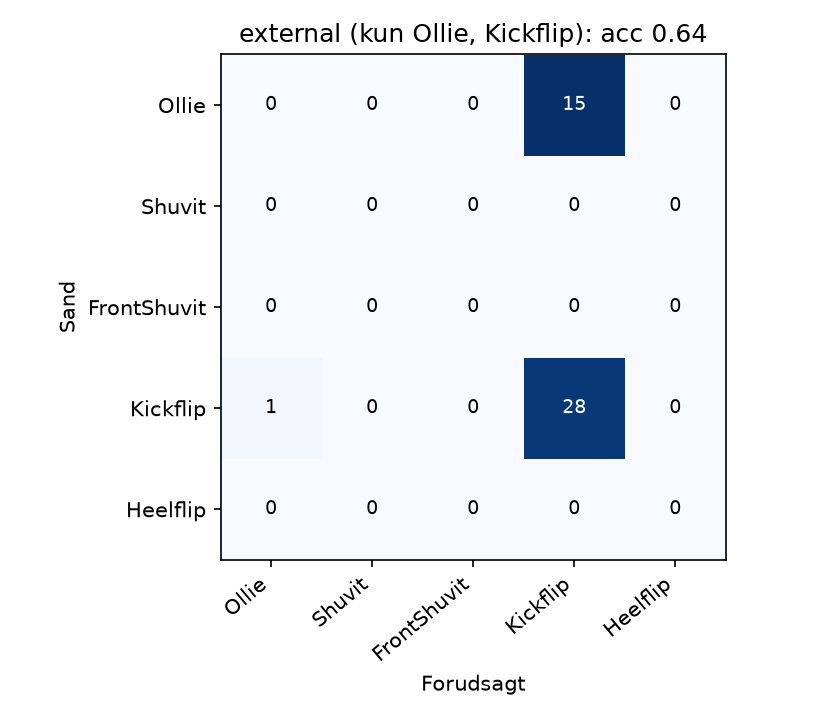 external (kun Ollie, Kickflip): acc 0.64
Ollie 0 0 0 15 0
Shuvit 0 0 0 0 0
FrontShuvit 0 0 0 0 0
Kickflip 1 0 0 28 0
Heelflip 0 0 0 0 0
Sand
Ollie Shuvit FrontShuvit Kickflip Heelflip
Forudsagt